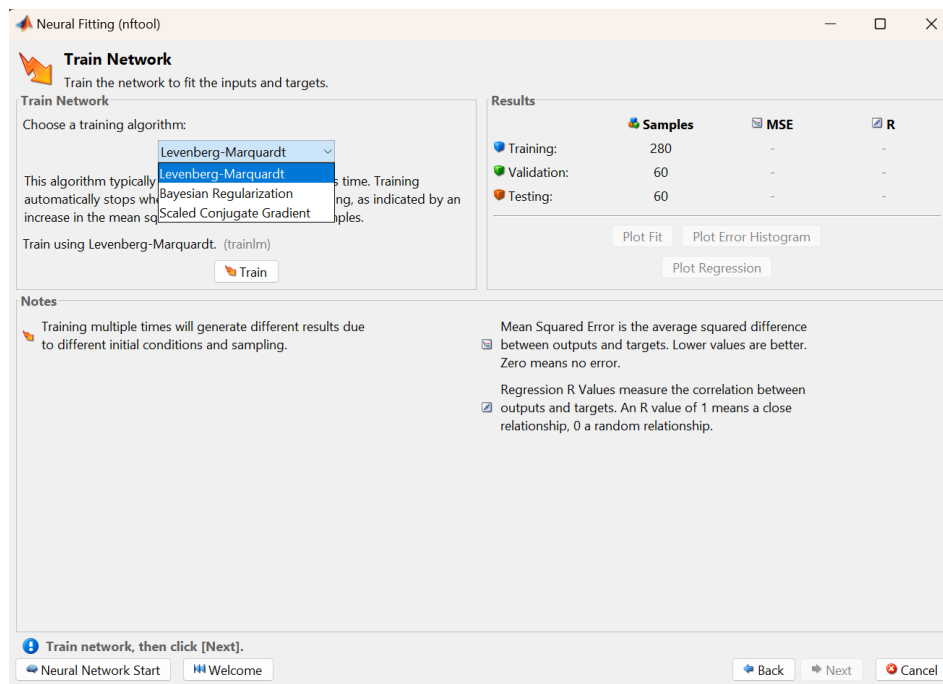 Neural Fitting (nftool)
Train Network
Train the network to fit the inputs and targets.
Train Network
Choose a training algorithm:
Levenberg-Marquardt
Levenberg-Marquardt
Bayesian Regularization
Scaled Conjugate Gradient
This algorithm typically s time. Training
automatically stops ng, as indicated by an
increase in the mean
Train using Levenberg-Marquardt. (trainlm)
Train
Results
Samples MSE R
Training: 280 - -
Validation: 60 - -
Testing: 60 - -
Plot Fit Plot Error Histogram
Plot Regression
Notes
Training multiple times will generate different results due
to different initial conditions and sampling.
Mean Squared Error is the average squared difference
between outputs and targets. Lower values are better.
Zero means no error.
Regression R Values measure the correlation between
outputs and targets. An R value of 1 means a close
relationship, 0 a random relationship.
Train network, then click [Next].
Neural Network Start Welcome Back Next Cancel